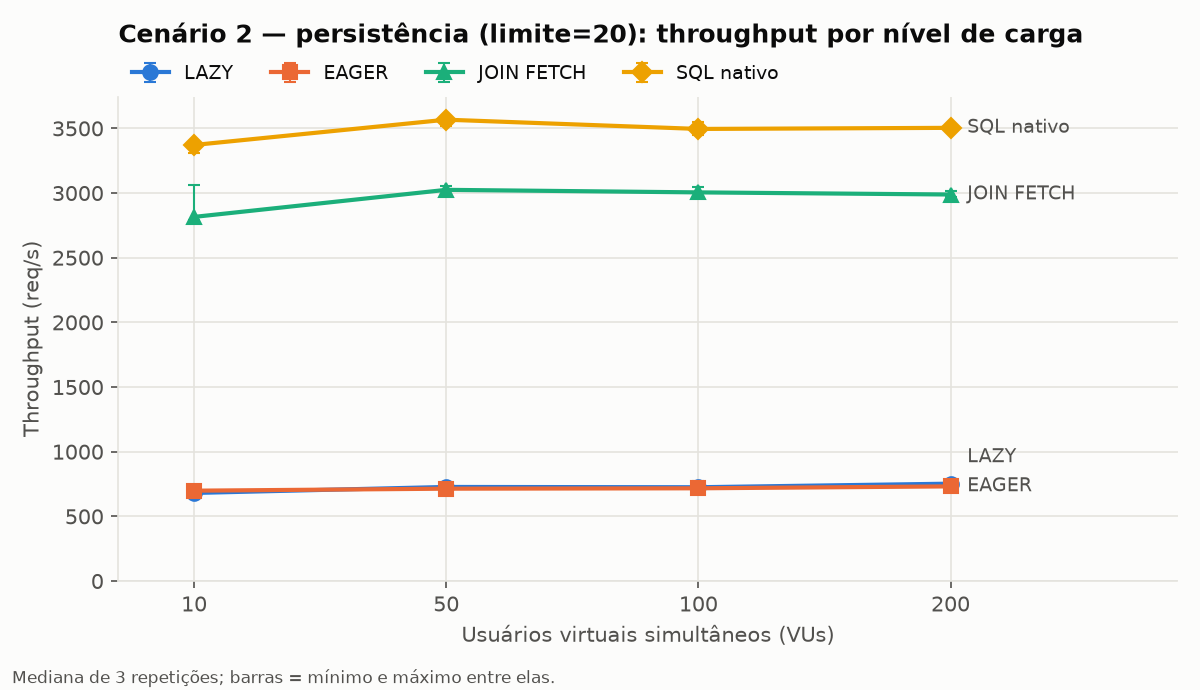 Cenário 2 — persistência (limite=20): throughput por nível de carga
LAZY EAGER JOIN FETCH SQL nativo
Throughput (req/s)
3500
3000
2500
2000
1500
1000
500
0
SQL nativo
JOIN FETCH
LAZY
EAGER
10 50 100 200
Usuários virtuais simultâneos (VUs)
Mediana de 3 repetições; barras = mínimo e máximo entre elas.